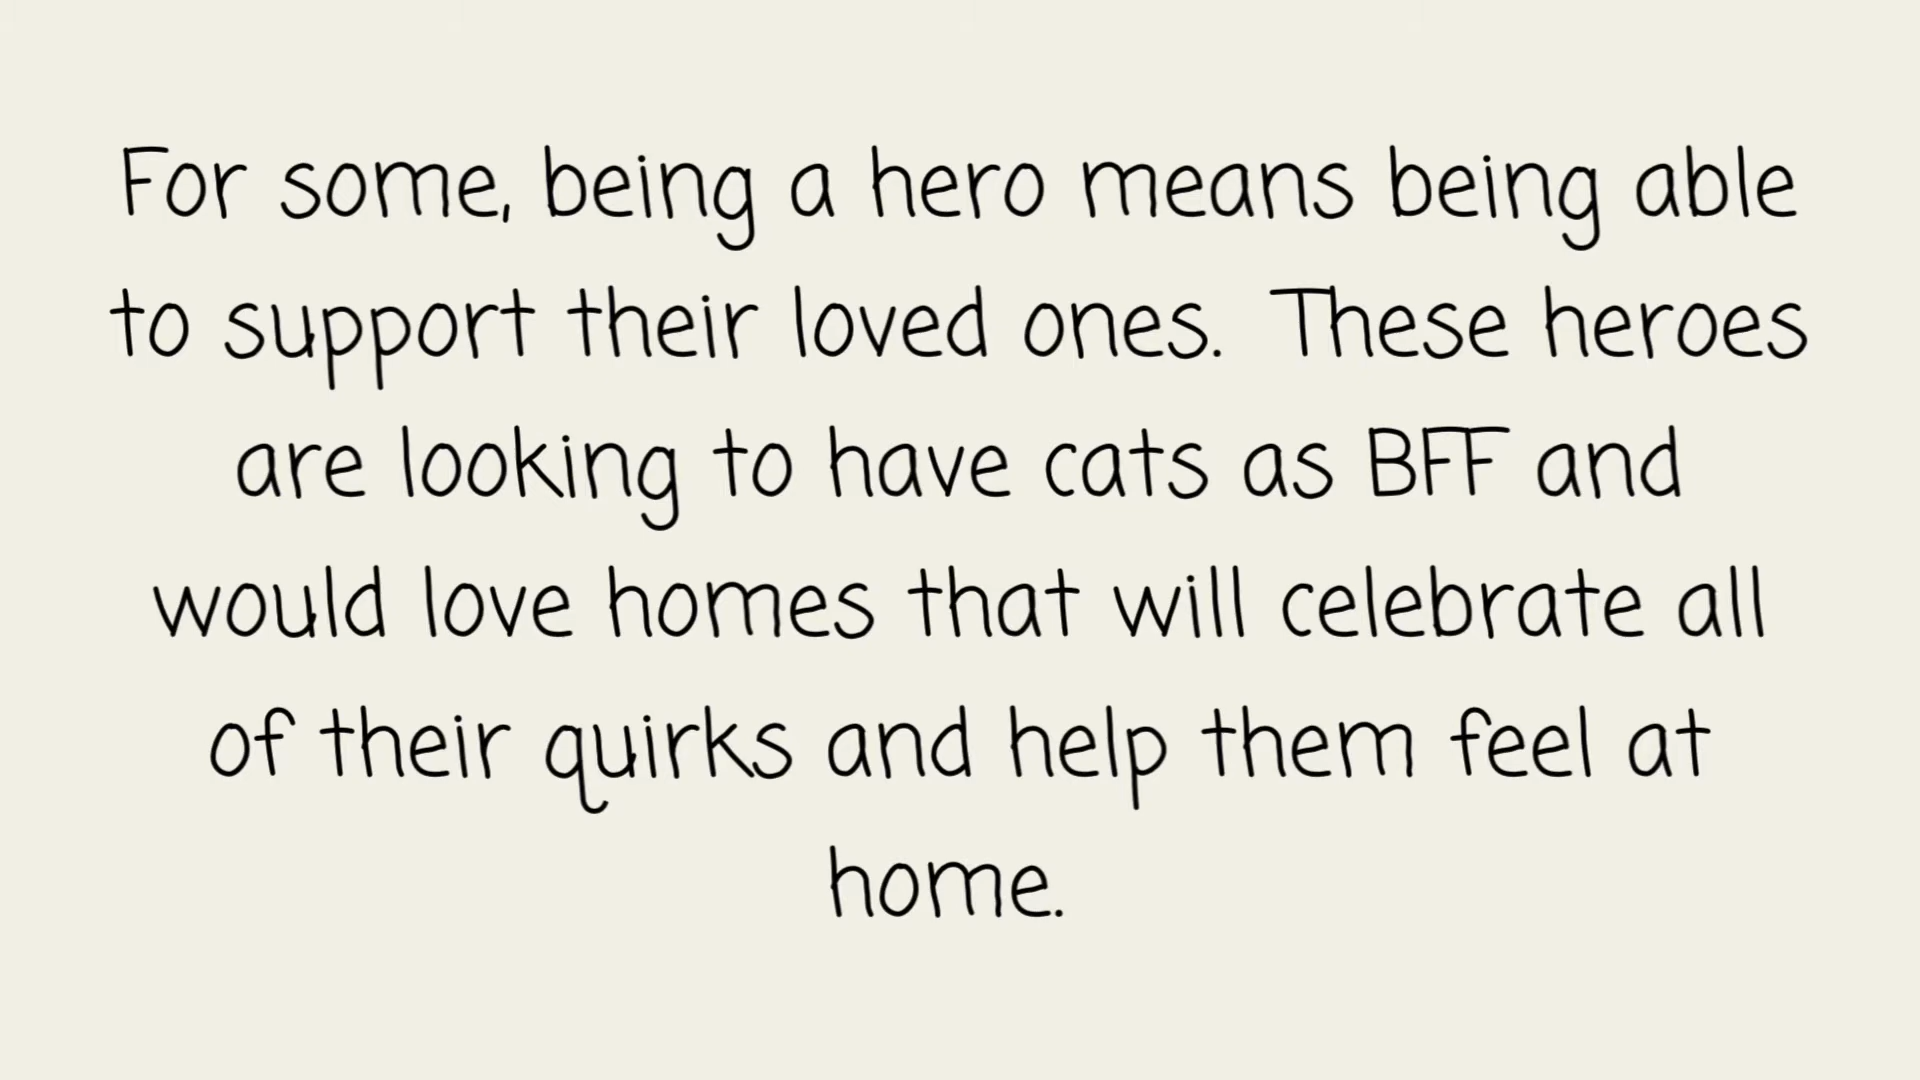 For some, being a hero means being able
to support their loved ones.  These heroes
are looking to have cats as BFF and
would love homes that will celebrate all
of their quirks and help them feel at
home.